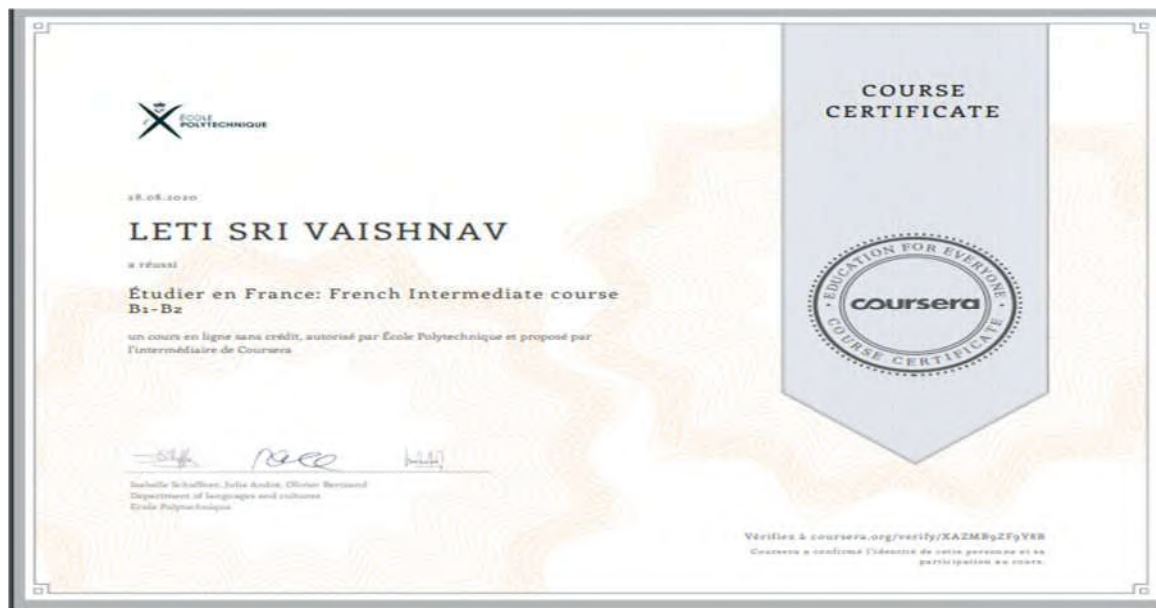 ÉCOLE
POLYTECHNIQUE
28.08.2020
LETI SRI VAISHNAV
a réussi
Étudier en France: French Intermediate course
B1-B2
un cours en ligne sans crédit, autorisé par École Polytechnique et proposé par
l'intermédiaire de Coursera
Isabelle Schaffner, Julie André, Olivier Bertrand
Department of languages and cultures
École Polytechnique
COURSE
CERTIFICATE
EDUCATION FOR EVERYONE
coursera
COURSE CERTIFICATE
Vérifiez à coursera.org/verify/XAZMB9ZF9Y8B
Coursera a confirmé l'identité de cette personne et sa
participation au cours.